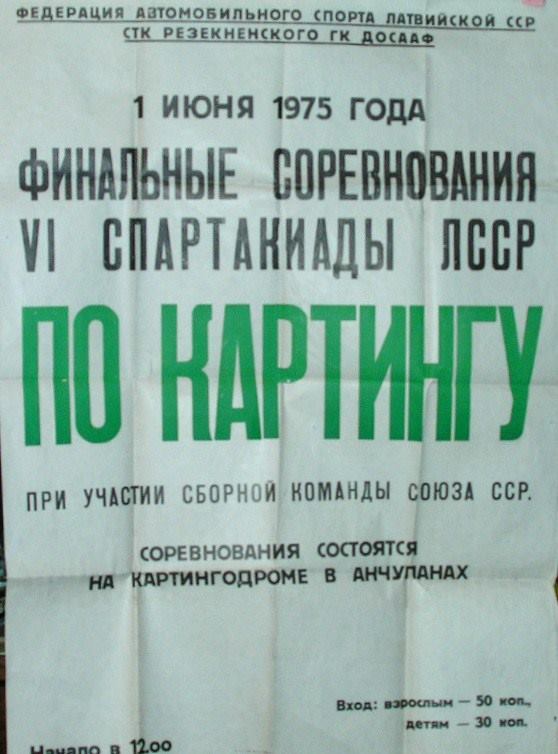 ФЕДЕРАЦИЯ АВТОМОБИЛЬНОГО СПОРТА ЛАТВИЙСКОЙ ССР
СТК РЕЗЕКНЕНСКОГО ГК ДОСААФ
1 ИЮНЯ 1975 ГОДА
ФИНАЛЬНЫЕ СОРЕВНОВАНИЯ
VI СПАРТАКИАДЫ ЛССР
ПО КАРТИНГУ
ПРИ УЧАСТИИ СБОРНОЙ КОМАНДЫ СОЮЗА ССР.
СОРЕВНОВАНИЯ СОСТОЯТСЯ
НА КАРТИНГОДРОМЕ В АНЧУПАНАХ
Вход: взрослым — 50 коп.,
детям — 30 коп.
Начало в 12.00